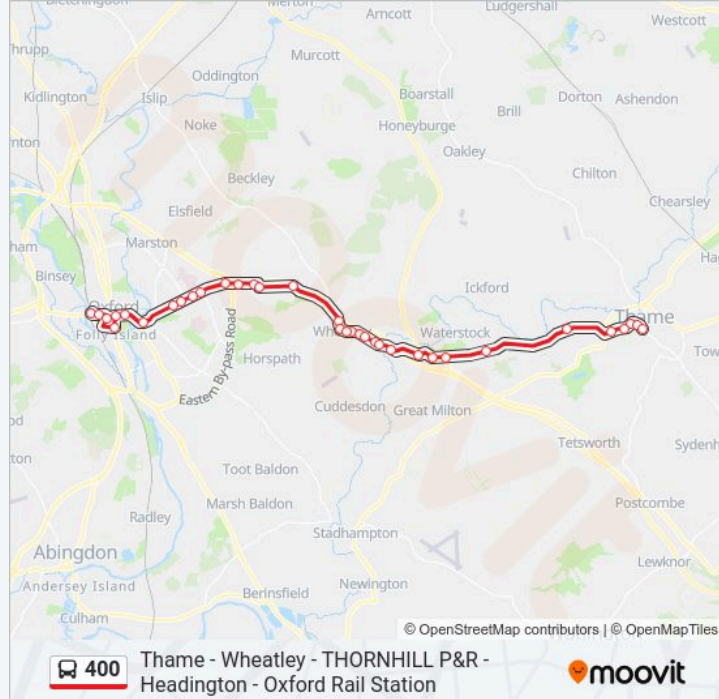 Bletchingdon
Merton
Arncott
Ludgershall
Westcott
Thrupp
Murcott
Oddington
Kidlington
Islip
Boarstall
Dorton
Ashendon
Brill
Noke
Honeyburge
Oakley
Chilton
Beckley
Chearsley
Elsfield
Marston
Binsey
Ickford
Oxford
Thame
Folly Island
Waterstock
Horspath
Eastern By-pass Road
Cuddesdon
Great Milton
Tetsworth
Toot Baldon
Marsh Baldon
Postcombe
Radley
Stadhampton
Abingdon
Lewknor
Andersey Island
Newington
Culham
Berinsfield
© OpenStreetMap contributors | © OpenMapTiles
400
Thame - Wheatley - THORNHILL P&R -
Headington - Oxford Rail Station
moovit